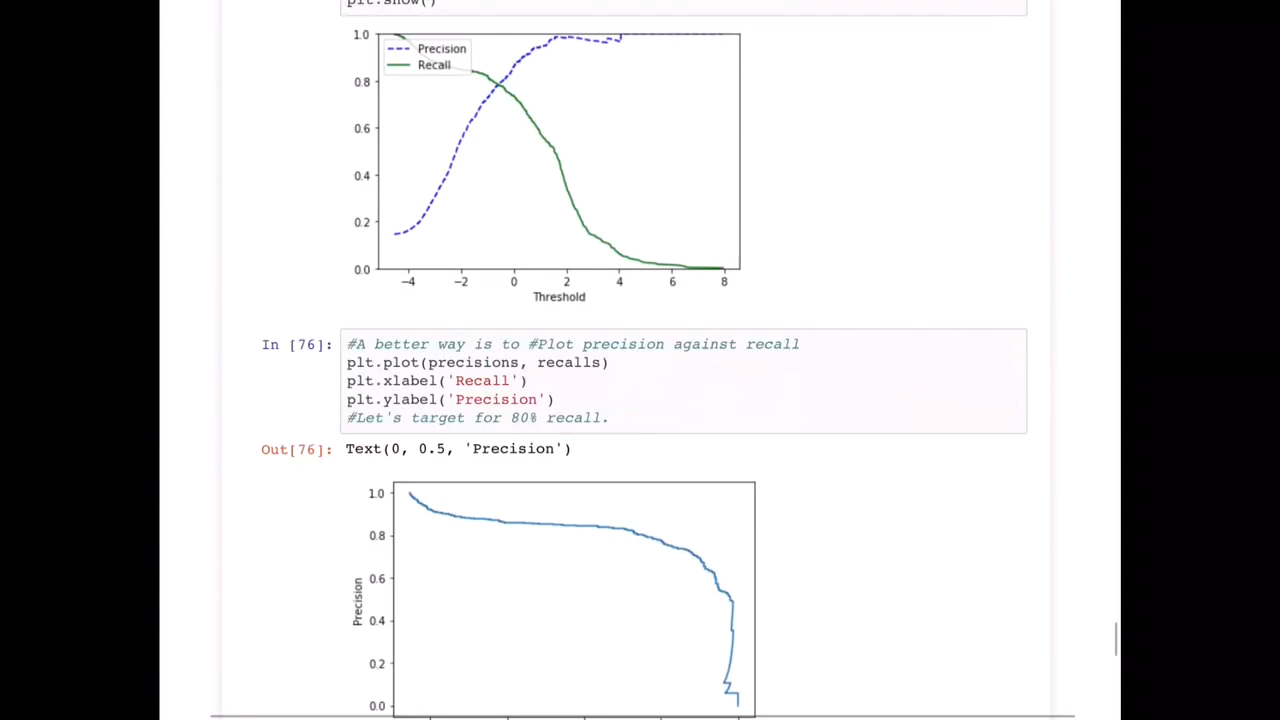 plt.show()
1.0
Precision
Recall
0.8
0.6
0.4
0.2
0.0
−4 −2 0 2 4 6 8
Threshold
In [76]: #A better way is to #Plot precision against recall
plt.plot(precisions, recalls)
plt.xlabel('Recall')
plt.ylabel('Precision')
#Let's target for 80% recall.
Out[76]: Text(0, 0.5, 'Precision')
1.0
0.8
0.6
0.4
0.2
0.0
Precision